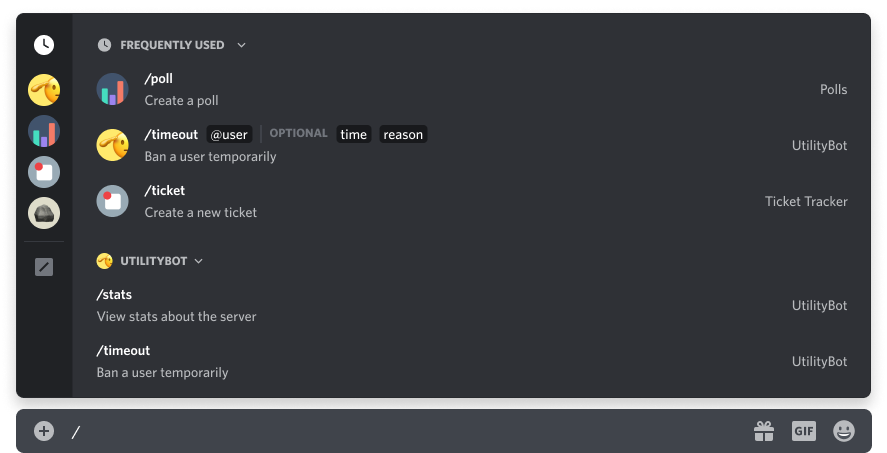 FREQUENTLY USED
/poll
Create a poll
Polls
/timeout @user OPTIONAL time reason
Ban a user temporarily
UtilityBot
/ticket
Create a new ticket
Ticket Tracker
UTILITYBOT
/stats
View stats about the server
UtilityBot
/timeout
Ban a user temporarily
UtilityBot
/
GIF